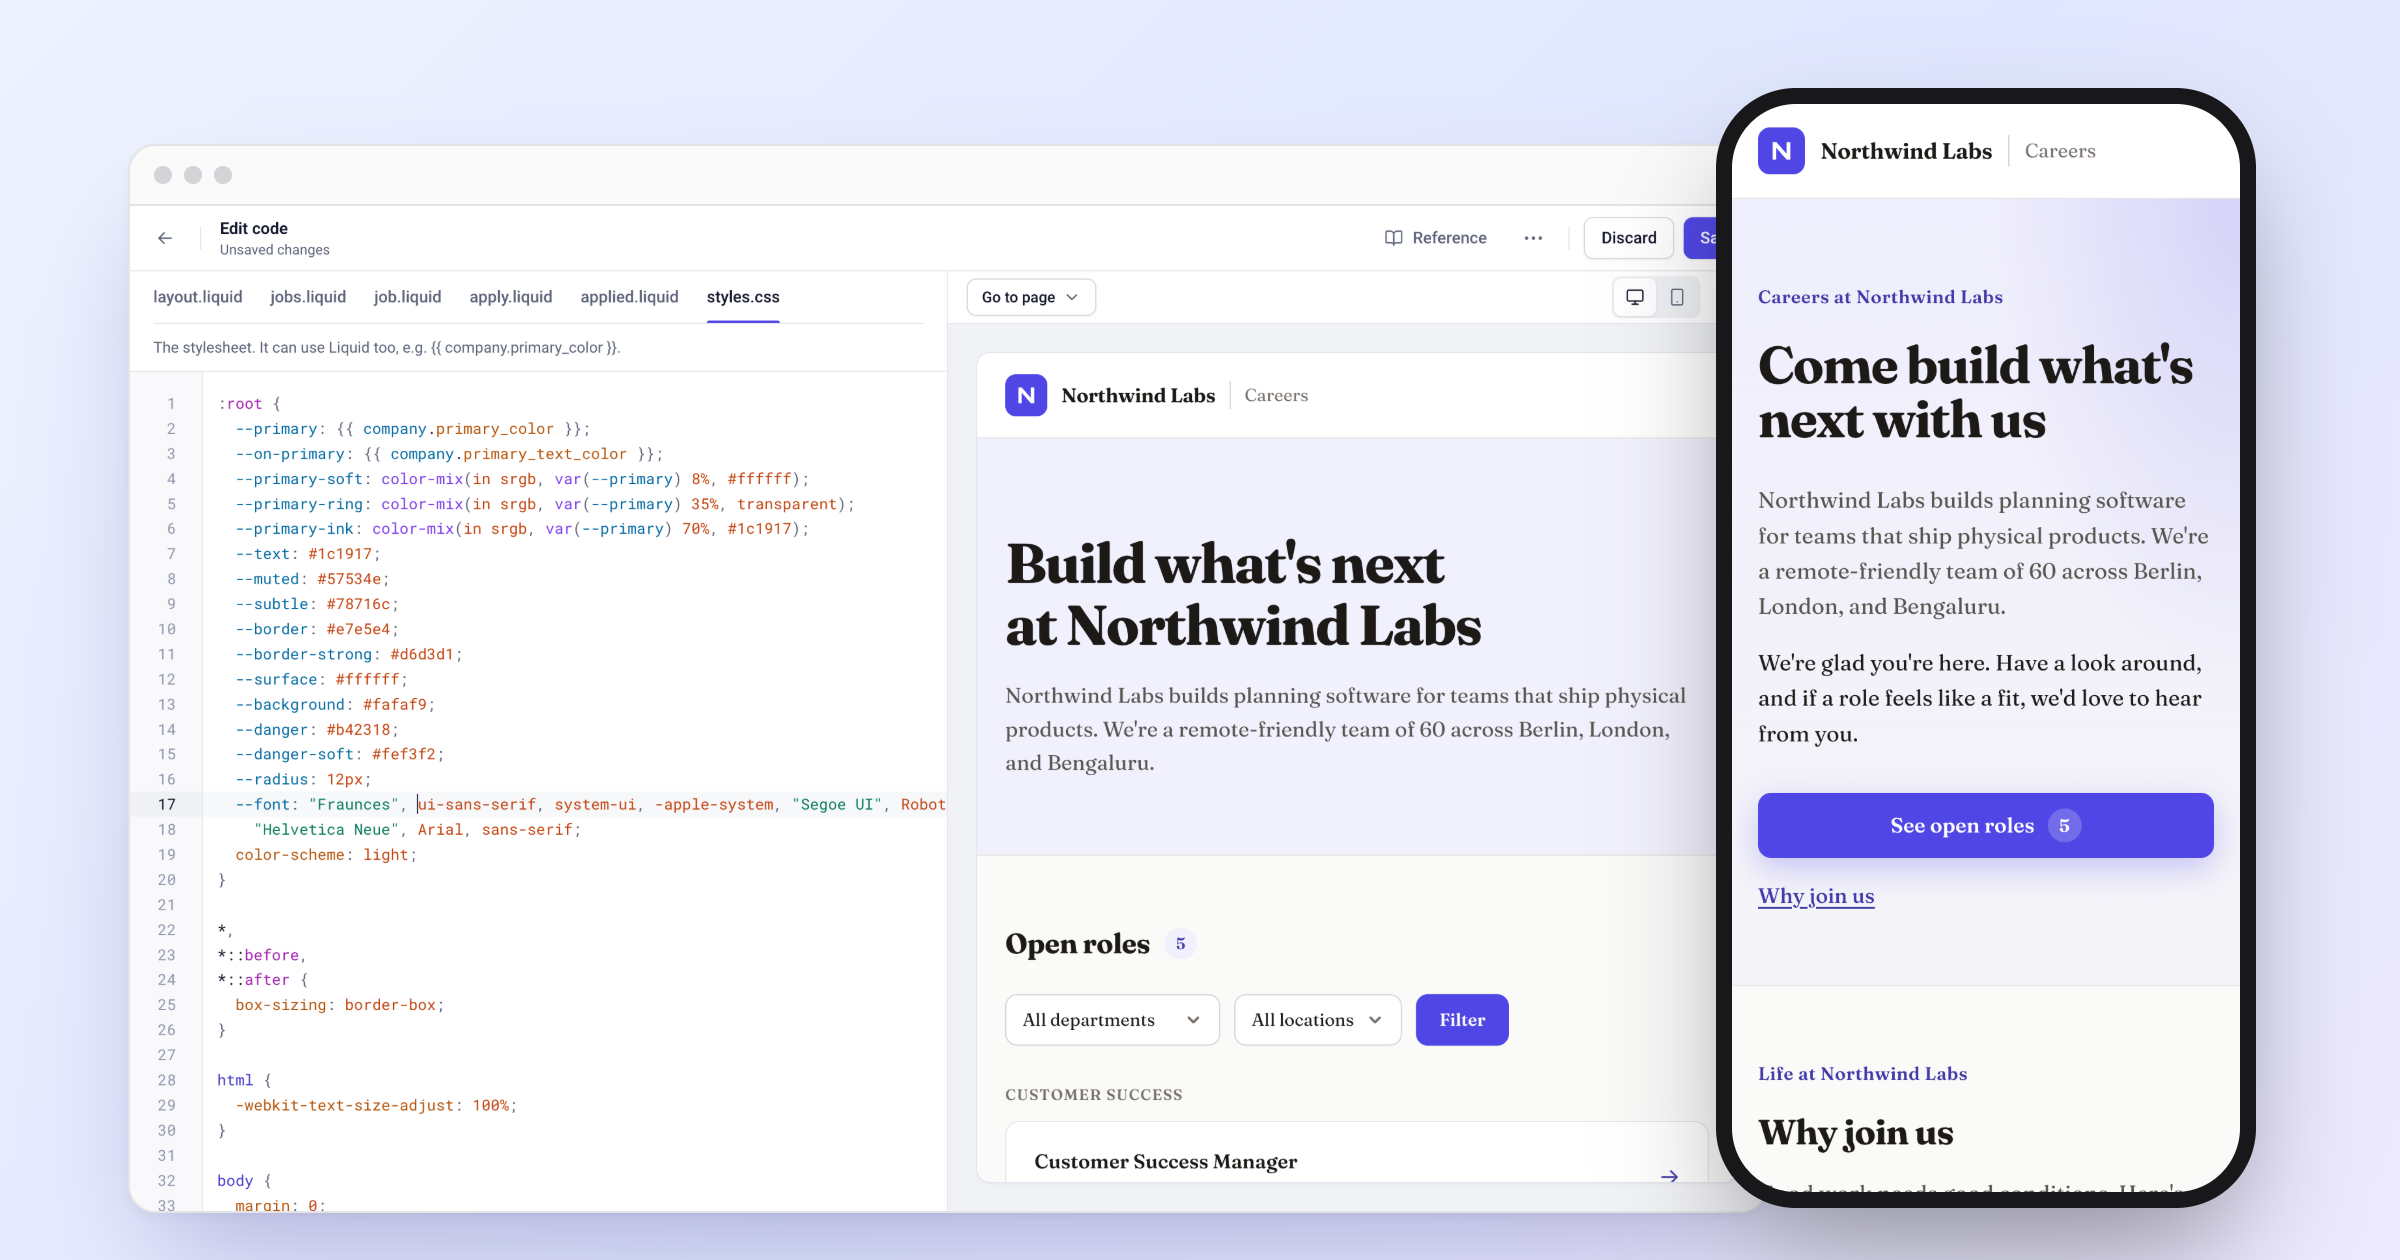 Edit code
Unsaved changes
Reference
Discard
layout.liquid jobs.liquid job.liquid apply.liquid applied.liquid styles.css
The stylesheet. It can use Liquid too, e.g. {{ company.primary_color }}.
1 :root {
2 --primary: {{ company.primary_color }};
3 --on-primary: {{ company.primary_text_color }};
4 --primary-soft: color-mix(in srgb, var(--primary) 8%, #ffffff);
5 --primary-ring: color-mix(in srgb, var(--primary) 35%, transparent);
6 --primary-ink: color-mix(in srgb, var(--primary) 70%, #1c1917);
7 --text: #1c1917;
8 --muted: #57534e;
9 --subtle: #78716c;
10 --border: #e7e5e4;
11 --border-strong: #d6d3d1;
12 --surface: #ffffff;
13 --background: #fafaf9;
14 --danger: #b42318;
15 --danger-soft: #fef3f2;
16 --radius: 12px;
17 --font: "Fraunces", ui-sans-serif, system-ui, -apple-system, "Segoe UI", Robot
18 "Helvetica Neue", Arial, sans-serif;
19 color-scheme: light;
20 }
21
22 *,
23 *::before,
24 *::after {
25 box-sizing: border-box;
26 }
27
28 html {
29 -webkit-text-size-adjust: 100%;
30 }
31
32 body {
33 margin: 0;
Go to page
N Northwind Labs Careers
Build what's next
at Northwind Labs
Northwind Labs builds planning software for teams that ship physical
products. We're a remote-friendly team of 60 across Berlin, London,
and Bengaluru.
Open roles 5
All departments All locations Filter
CUSTOMER SUCCESS
Customer Success Manager
N Northwind Labs Careers
Careers at Northwind Labs
Come build what's
next with us
Northwind Labs builds planning software
for teams that ship physical products. We're
a remote-friendly team of 60 across Berlin,
London, and Bengaluru.
We're glad you're here. Have a look around,
and if a role feels like a fit, we'd love to hear
from you.
See open roles 5
Why join us
Life at Northwind Labs
Why join us
work needs good conditions. Here's